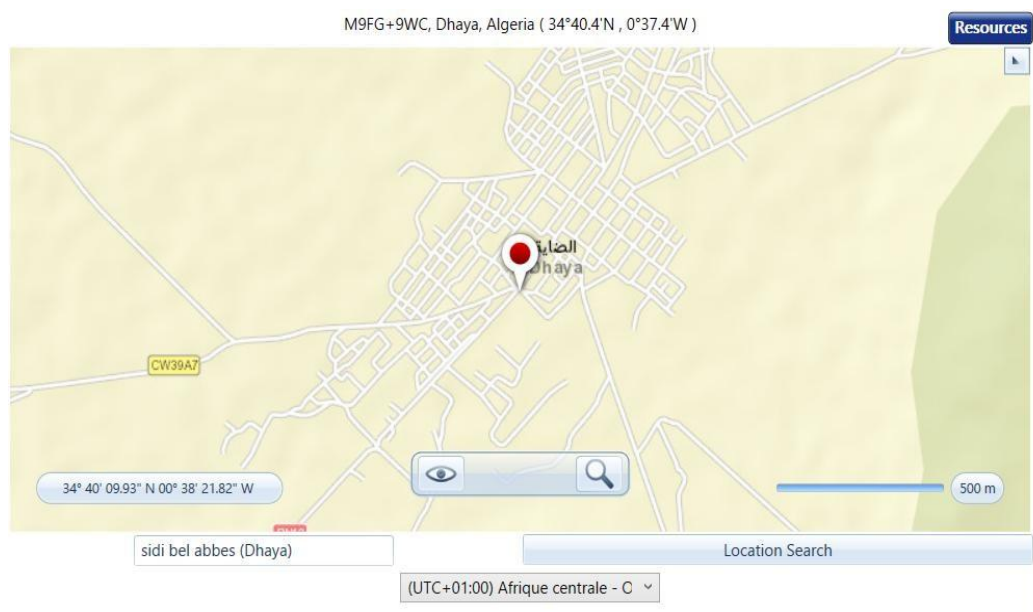 M9FG+9WC, Dhaya, Algeria ( 34°40.4'N , 0°37.4'W )
Resources
الضاية
Dhaya
CW39A7
34° 40' 09.93" N 00° 38' 21.82" W
500 m
sidi bel abbes (Dhaya)
Location Search
(UTC+01:00) Afrique centrale - O